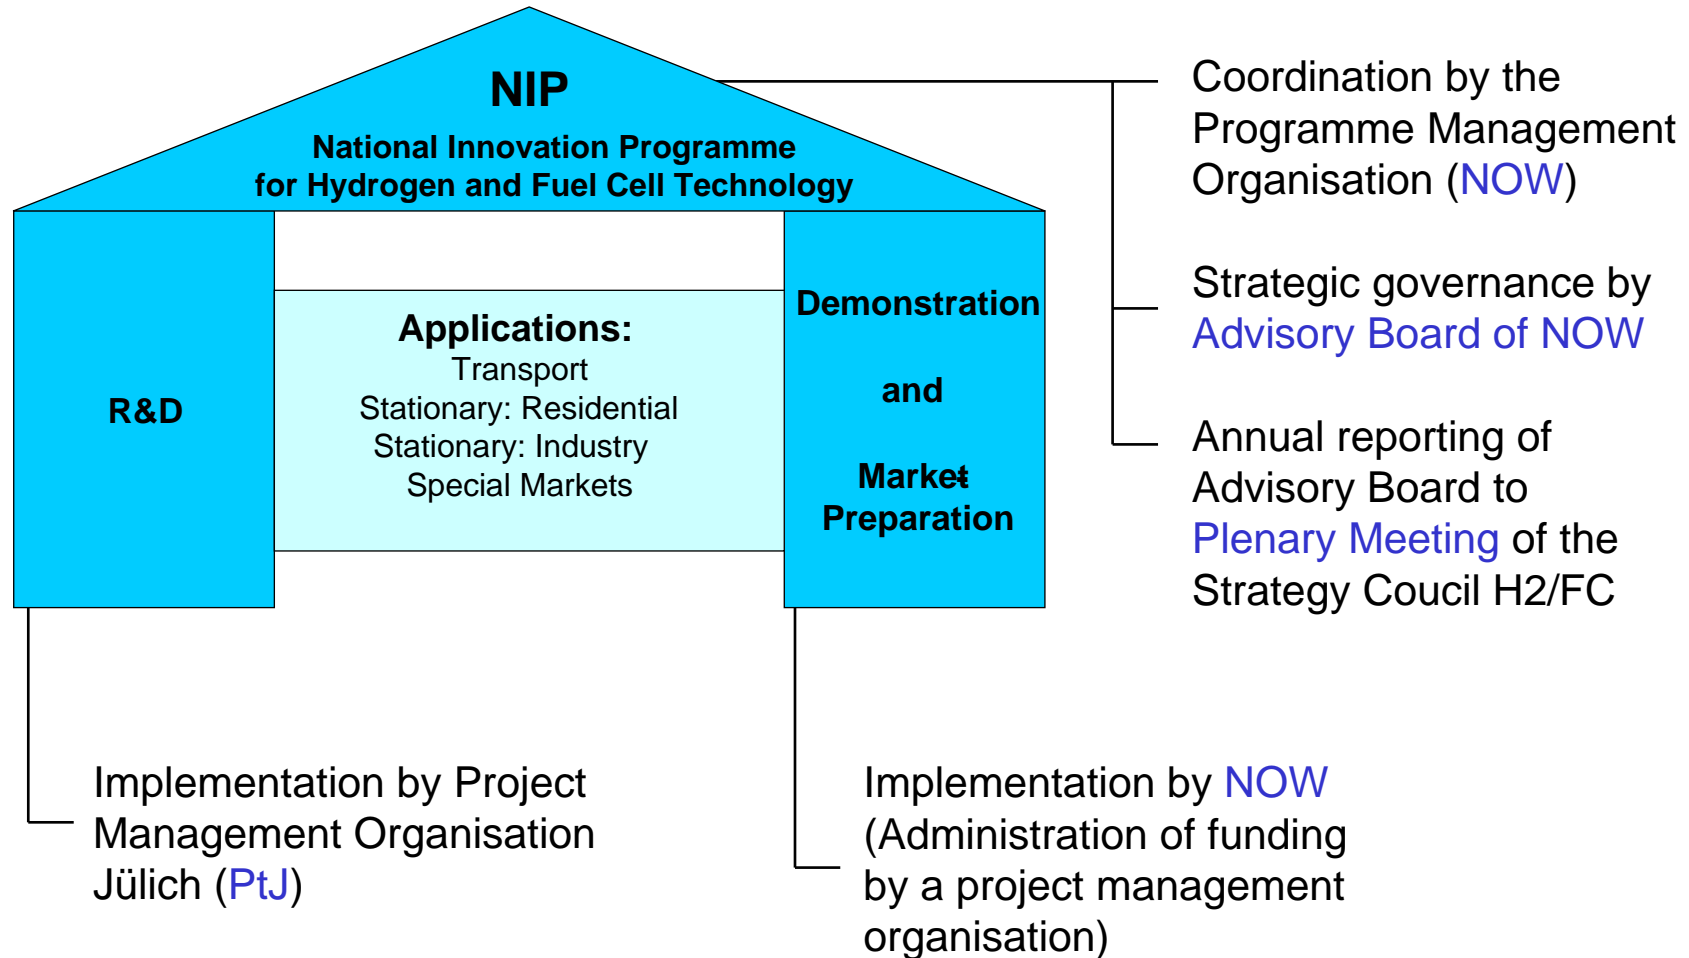 NIP
National Innovation Programme
for Hydrogen and Fuel Cell Technology
R&D
Applications:
Transport
Stationary: Residential
Stationary: Industry
Special Markets
Demonstration
and
Market
Preparation
Coordination by the
Programme Management
Organisation (NOW)
Strategic governance by
Advisory Board of NOW
Annual reporting of
Advisory Board to
Plenary Meeting of the
Strategy Coucil H2/FC
Implementation by Project
Management Organisation
Jülich (PtJ)
Implementation by NOW
(Administration of funding
by a project management
organisation)